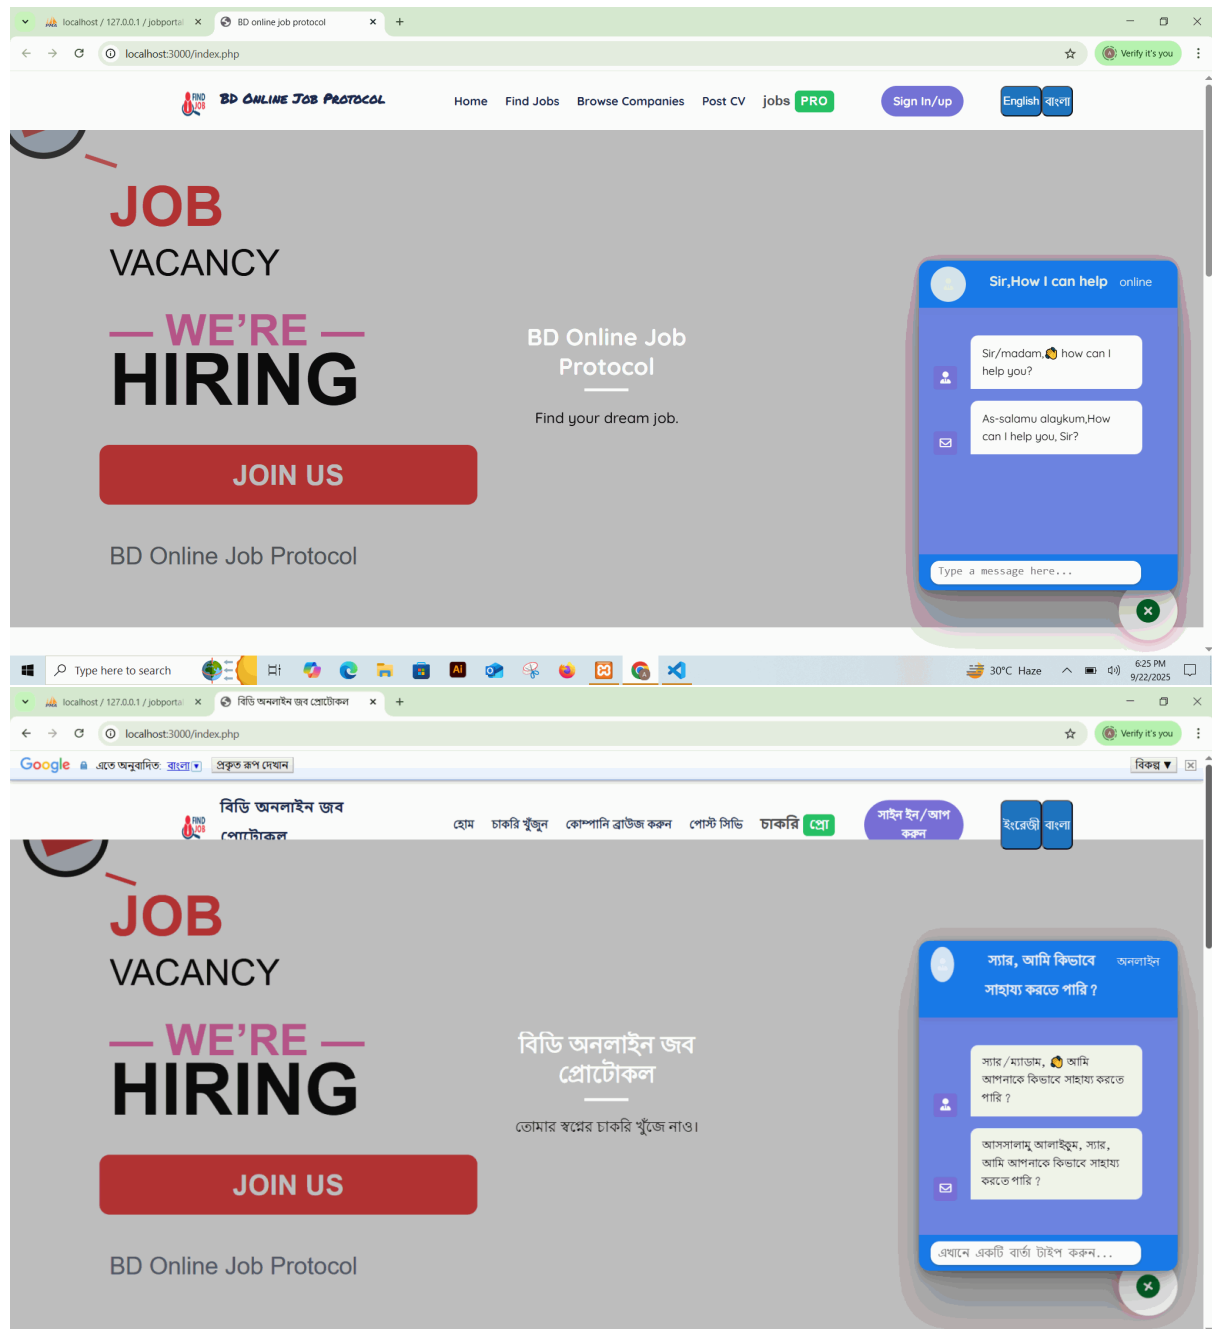 localhost / 127.0.0.1 / jobportal
BD online job protocol
localhost:3000/index.php
Verify it's you
FIND JOB
BD Online Job Protocol
Home Find Jobs Browse Companies Post CV jobs PRO
Sign In/up
English বাংলা
JOB
VACANCY
— WE'RE —
HIRING
JOIN US
BD Online Job Protocol
BD Online Job
Protocol
Find your dream job.
Sir,How I can help online
Sir/madam,👏 how can I
help you?
As-salamu alaykum,How
can I help you, Sir?
Type a message here...
Type here to search
Ai
30°C Haze
6:25 PM
9/22/2025
localhost / 127.0.0.1 / jobportal
বিডি অনলাইন জব প্রোটোকল
localhost:3000/index.php
Verify it's you
Google এতে অনুবাদিত: বাংলা ▼ প্রকৃত রূপ দেখান
বিকল্প ▼
FIND JOB
বিডি অনলাইন জব
প্রোটোকল
হোম চাকরি খুঁজুন কোম্পানি ব্রাউজ করুন পোস্ট সিভি চাকরি প্রো
সাইন ইন/আপ
করুন
ইংরেজী বাংলা
JOB
VACANCY
— WE'RE —
HIRING
JOIN US
BD Online Job Protocol
বিডি অনলাইন জব
প্রোটোকল
তোমার স্বপ্নের চাকরি খুঁজে নাও।
স্যার, আমি কিভাবে অনলাইন
সাহায্য করতে পারি ?
স্যার/ম্যাডাম, 👏 আমি
আপনাকে কিভাবে সাহায্য করতে
পারি ?
আসসালামু আলাইকুম, স্যার,
আমি আপনাকে কিভাবে সাহায্য
করতে পারি ?
এখানে একটি বার্তা টাইপ করুন...